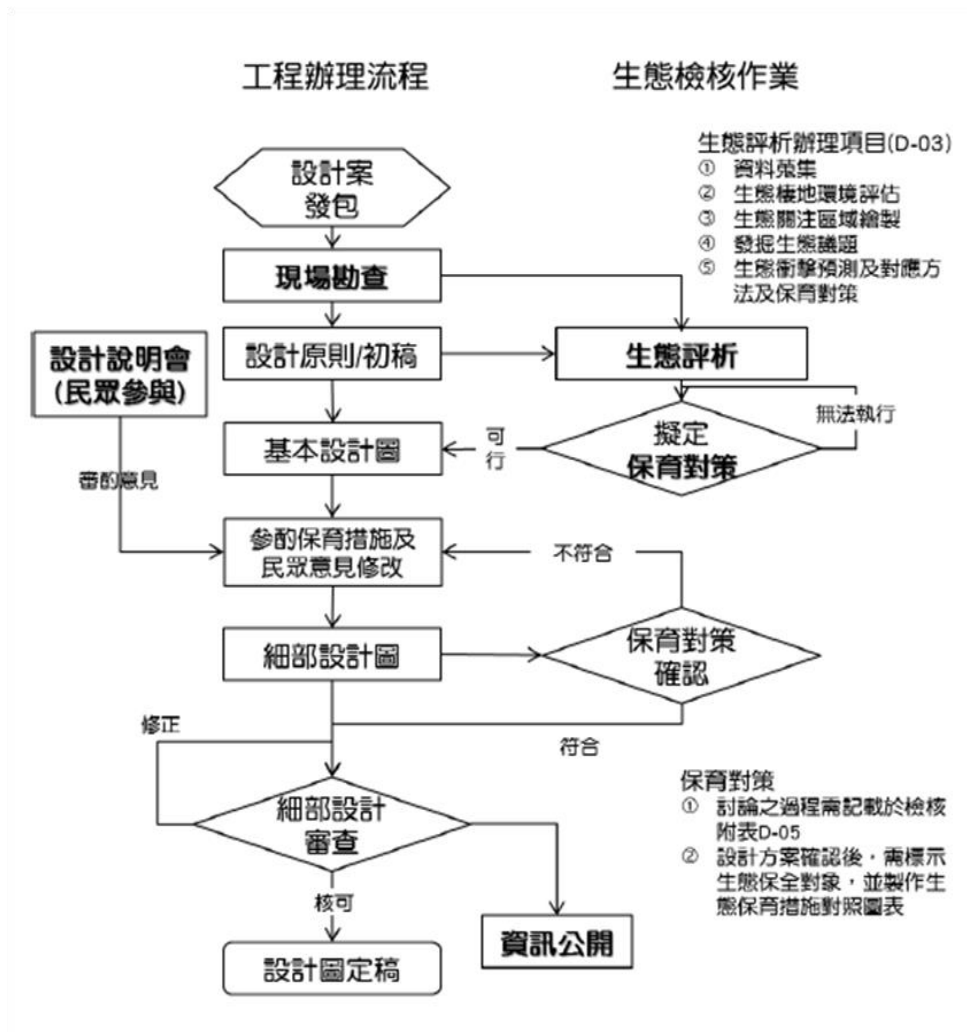 工程辦理流程
生態檢核作業
生態評析辦理項目(D-03)
① 資料蒐集
② 生態棲地環境評估
③ 生態關注區域繪製
④ 發掘生態議題
⑤ 生態衝擊預測及對應方
法及保育對策
設計案
發包
現場勘查
設計說明會
(民眾參與)
設計原則/初稿
生態評析
無法執行
擬定
保育對策
可
行
基本設計圖
審酌意見
參酌保育措施及
民眾意見修改
不符合
細部設計圖
保育對策
確認
修正
符合
細部設計
審查
保育對策
① 討論之過程需記載於檢核
附表D-05
② 設計方案確認後，需標示
生態保全對象，並製作生
態保育措施對照圖表
核可
資訊公開
設計圖定稿